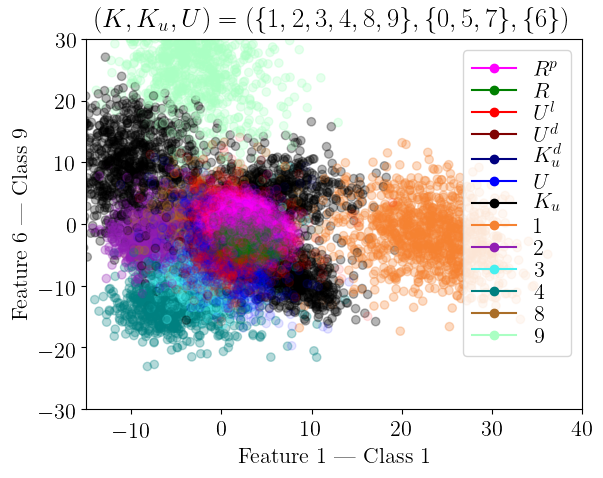 (K, K_u, U) = ({1, 2, 3, 4, 8, 9}, {0, 5, 7}, {6})
30
20
10
0
−10
−20
−30
Feature 6 — Class 9
R^p
R
U^l
U^d
K_u^d
U
K_u
1
2
3
4
8
9
−10
0
10
20
30
40
Feature 1 — Class 1